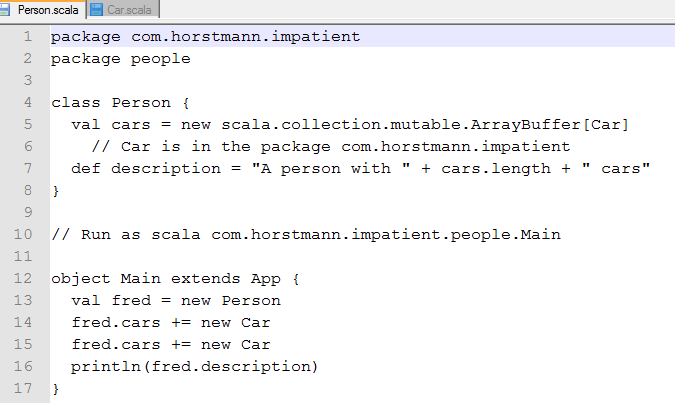 Person.scala Car.scala
1 package com.horstmann.impatient
2 package people
3
4 class Person {
5   val cars = new scala.collection.mutable.ArrayBuffer[Car]
6     // Car is in the package com.horstmann.impatient
7   def description = "A person with " + cars.length + " cars"
8 }
9
10 // Run as scala com.horstmann.impatient.people.Main
11
12 object Main extends App {
13   val fred = new Person
14   fred.cars += new Car
15   fred.cars += new Car
16   println(fred.description)
17 }